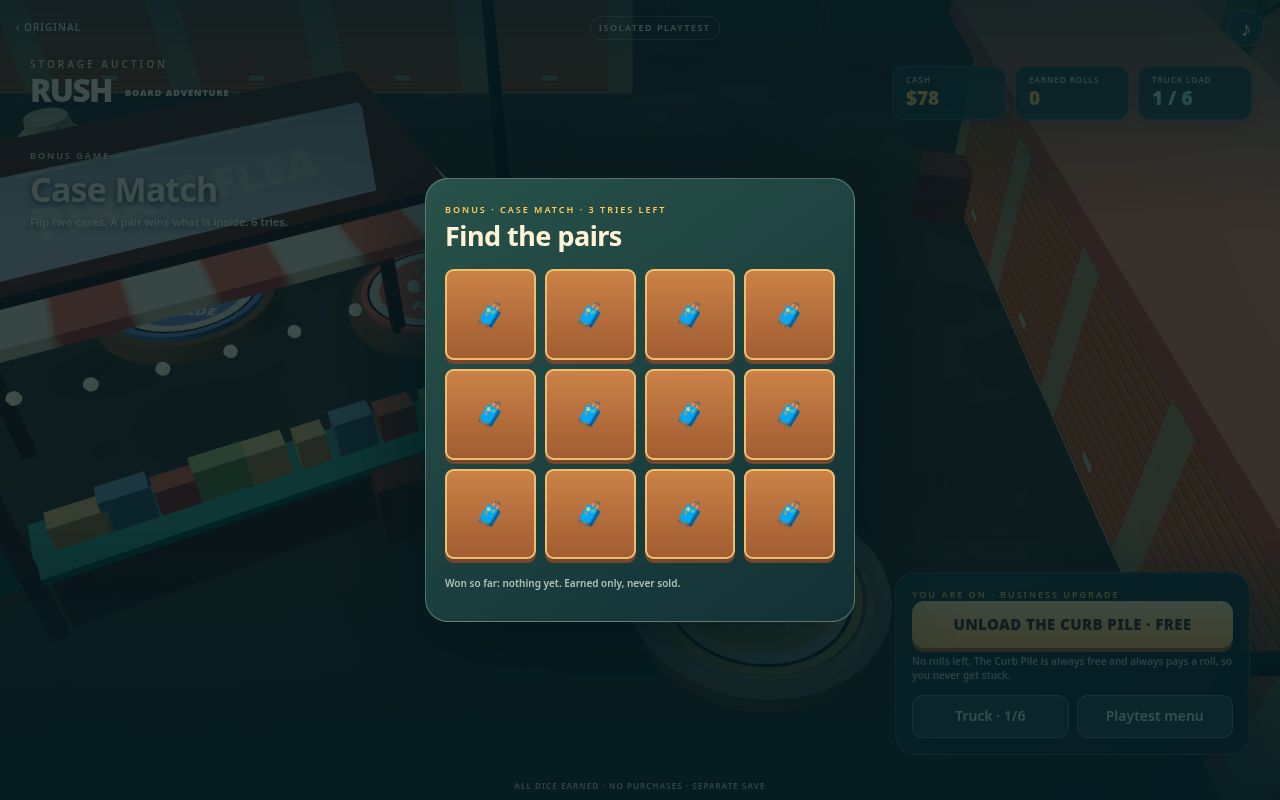 ‹ ORIGINAL
ISOLATED PLAYTEST
STORAGE AUCTION
RUSH BOARD ADVENTURE
CASH
$78
EARNED ROLLS
0
TRUCK LOAD
1 / 6
BONUS GAME
Case Match
FLEA
Flip two cases. A pair wins what is inside. 6 tries.
BONUS · CASE MATCH · 3 TRIES LEFT
Find the pairs
Won so far: nothing yet. Earned only, never sold.
YOU ARE ON · BUSINESS UPGRADE
UNLOAD THE CURB PILE · FREE
No rolls left. The Curb Pile is always free and always pays a roll, so
you never get stuck.
Truck · 1/6
Playtest menu
ALL DICE EARNED · NO PURCHASES · SEPARATE SAVE